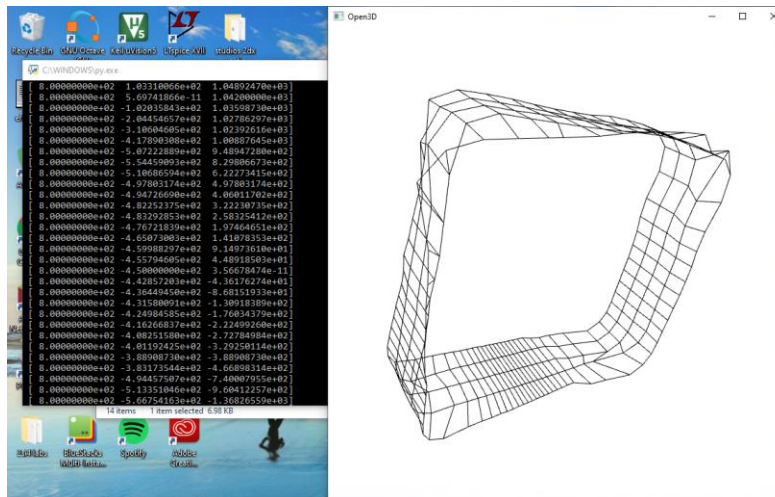 Recycle Bin
GNU Octave
Keil uVision5
LTspice XVII
studios 2dx
C:\WINDOWS\py.exe
[ 8.00000000e+02 1.03310066e+02 1.04892470e+03]
[ 8.00000000e+02 5.69741866e-11 1.04200000e+03]
[ 8.00000000e+02 -1.02035843e+02 1.03598730e+03]
[ 8.00000000e+02 -2.04454657e+02 1.02786297e+03]
[ 8.00000000e+02 -3.10604605e+02 1.02392616e+03]
[ 8.00000000e+02 -4.17890308e+02 1.00887645e+03]
[ 8.00000000e+02 -5.07222889e+02 9.48947280e+02]
[ 8.00000000e+02 -5.54459093e+02 8.29806673e+02]
[ 8.00000000e+02 -5.10686594e+02 6.22273415e+02]
[ 8.00000000e+02 -4.97803174e+02 4.97803174e+02]
[ 8.00000000e+02 -4.94726690e+02 4.06011702e+02]
[ 8.00000000e+02 -4.82252375e+02 3.22230735e+02]
[ 8.00000000e+02 -4.83292853e+02 2.58325412e+02]
[ 8.00000000e+02 -4.76721839e+02 1.97464651e+02]
[ 8.00000000e+02 -4.65073003e+02 1.41078353e+02]
[ 8.00000000e+02 -4.59988297e+02 9.14973610e+01]
[ 8.00000000e+02 -4.55794605e+02 4.48918503e+01]
[ 8.00000000e+02 -4.50000000e+02 3.56678474e-11]
[ 8.00000000e+02 -4.42857203e+02 -4.36176274e+01]
[ 8.00000000e+02 -4.36449450e+02 -8.68151933e+01]
[ 8.00000000e+02 -4.31580091e+02 -1.30918389e+02]
[ 8.00000000e+02 -4.24984585e+02 -1.76034379e+02]
[ 8.00000000e+02 -4.16266837e+02 -2.22499260e+02]
[ 8.00000000e+02 -4.08251580e+02 -2.72784984e+02]
[ 8.00000000e+02 -4.01192425e+02 -3.29250114e+02]
[ 8.00000000e+02 -3.88908730e+02 -3.88908730e+02]
[ 8.00000000e+02 -3.83173544e+02 -4.66898314e+02]
[ 8.00000000e+02 -4.94457507e+02 -7.40007955e+02]
[ 8.00000000e+02 -5.13351046e+02 -9.60412257e+02]
[ 8.00000000e+02 -5.66754163e+02 -1.36826559e+03]
14 items 1 item selected 6.98 KB
BlueStacks
Multi-Insta...
Spotify
Adobe
Creati...
Open3D